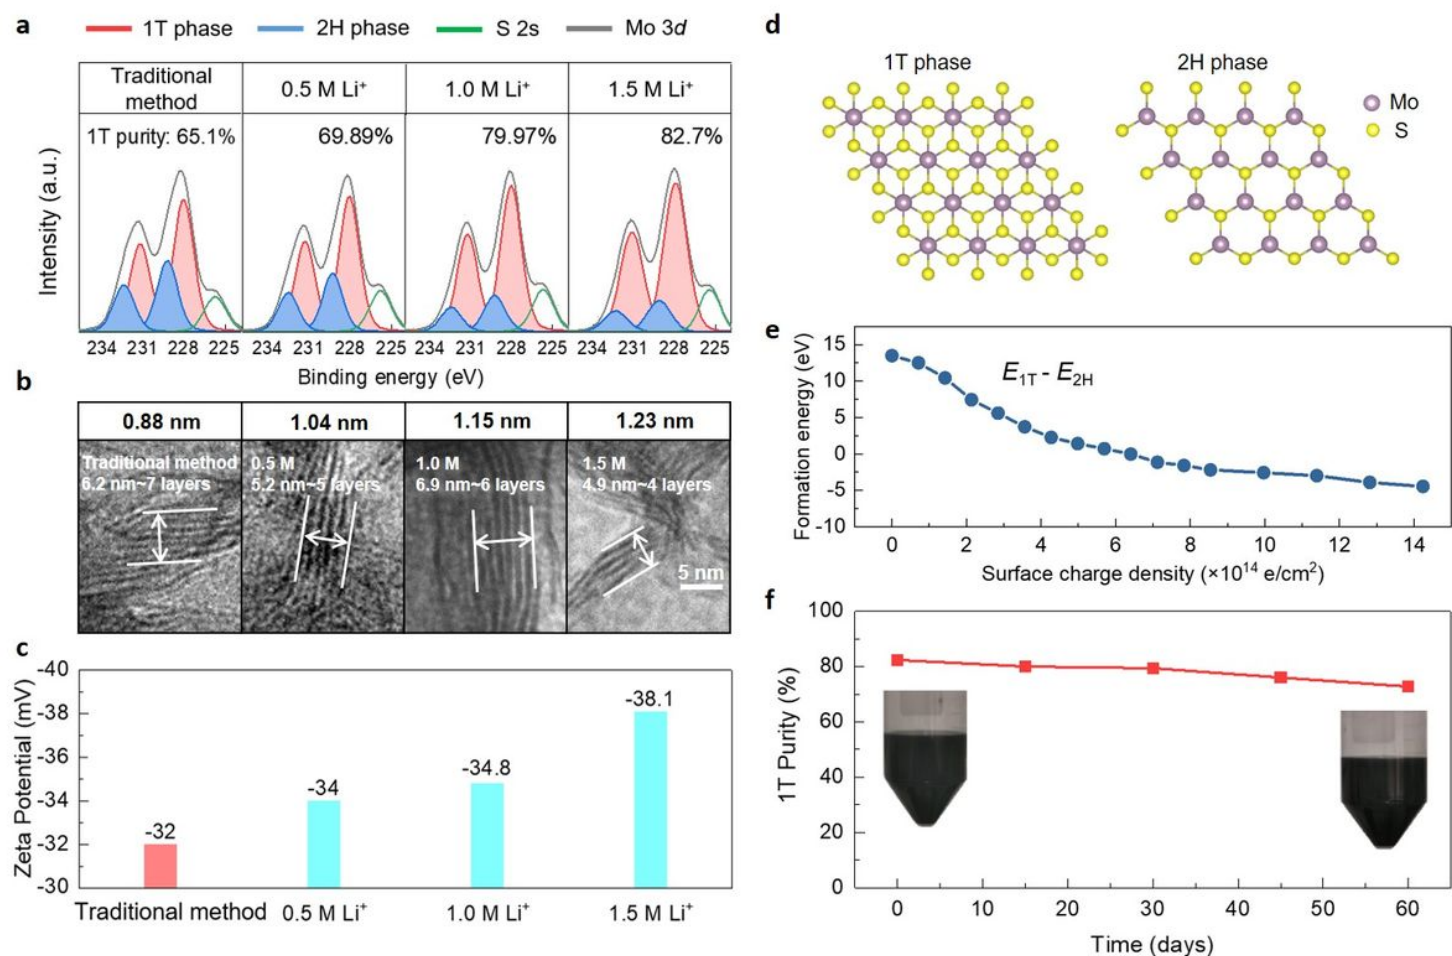 a
1T phase 2H phase S 2s Mo 3d
Traditional method 0.5 M Li⁺ 1.0 M Li⁺ 1.5 M Li⁺
1T purity: 65.1% 69.89% 79.97% 82.7%
Intensity (a.u.)
234 231 228 225 234 231 228 225 234 231 228 225 234 231 228 225
Binding energy (eV)
b
0.88 nm 1.04 nm 1.15 nm 1.23 nm
Traditional method 0.5 M 1.0 M 1.5 M
6.2 nm~7 layers 5.2 nm~5 layers 6.9 nm~6 layers 4.9 nm~4 layers
5 nm
c
Zeta Potential (mV)
-40
-38
-36
-34
-32
-30
-32 -34 -34.8 -38.1
Traditional method 0.5 M Li⁺ 1.0 M Li⁺ 1.5 M Li⁺
d
1T phase 2H phase
Mo
S
e
Formation energy (eV)
15
10
5
0
-5
-10
E₁T - E₂H
0 2 4 6 8 10 12 14
Surface charge density (×10¹⁴ e/cm²)
f
1T Purity (%)
100
80
60
40
20
0
0 10 20 30 40 50 60
Time (days)